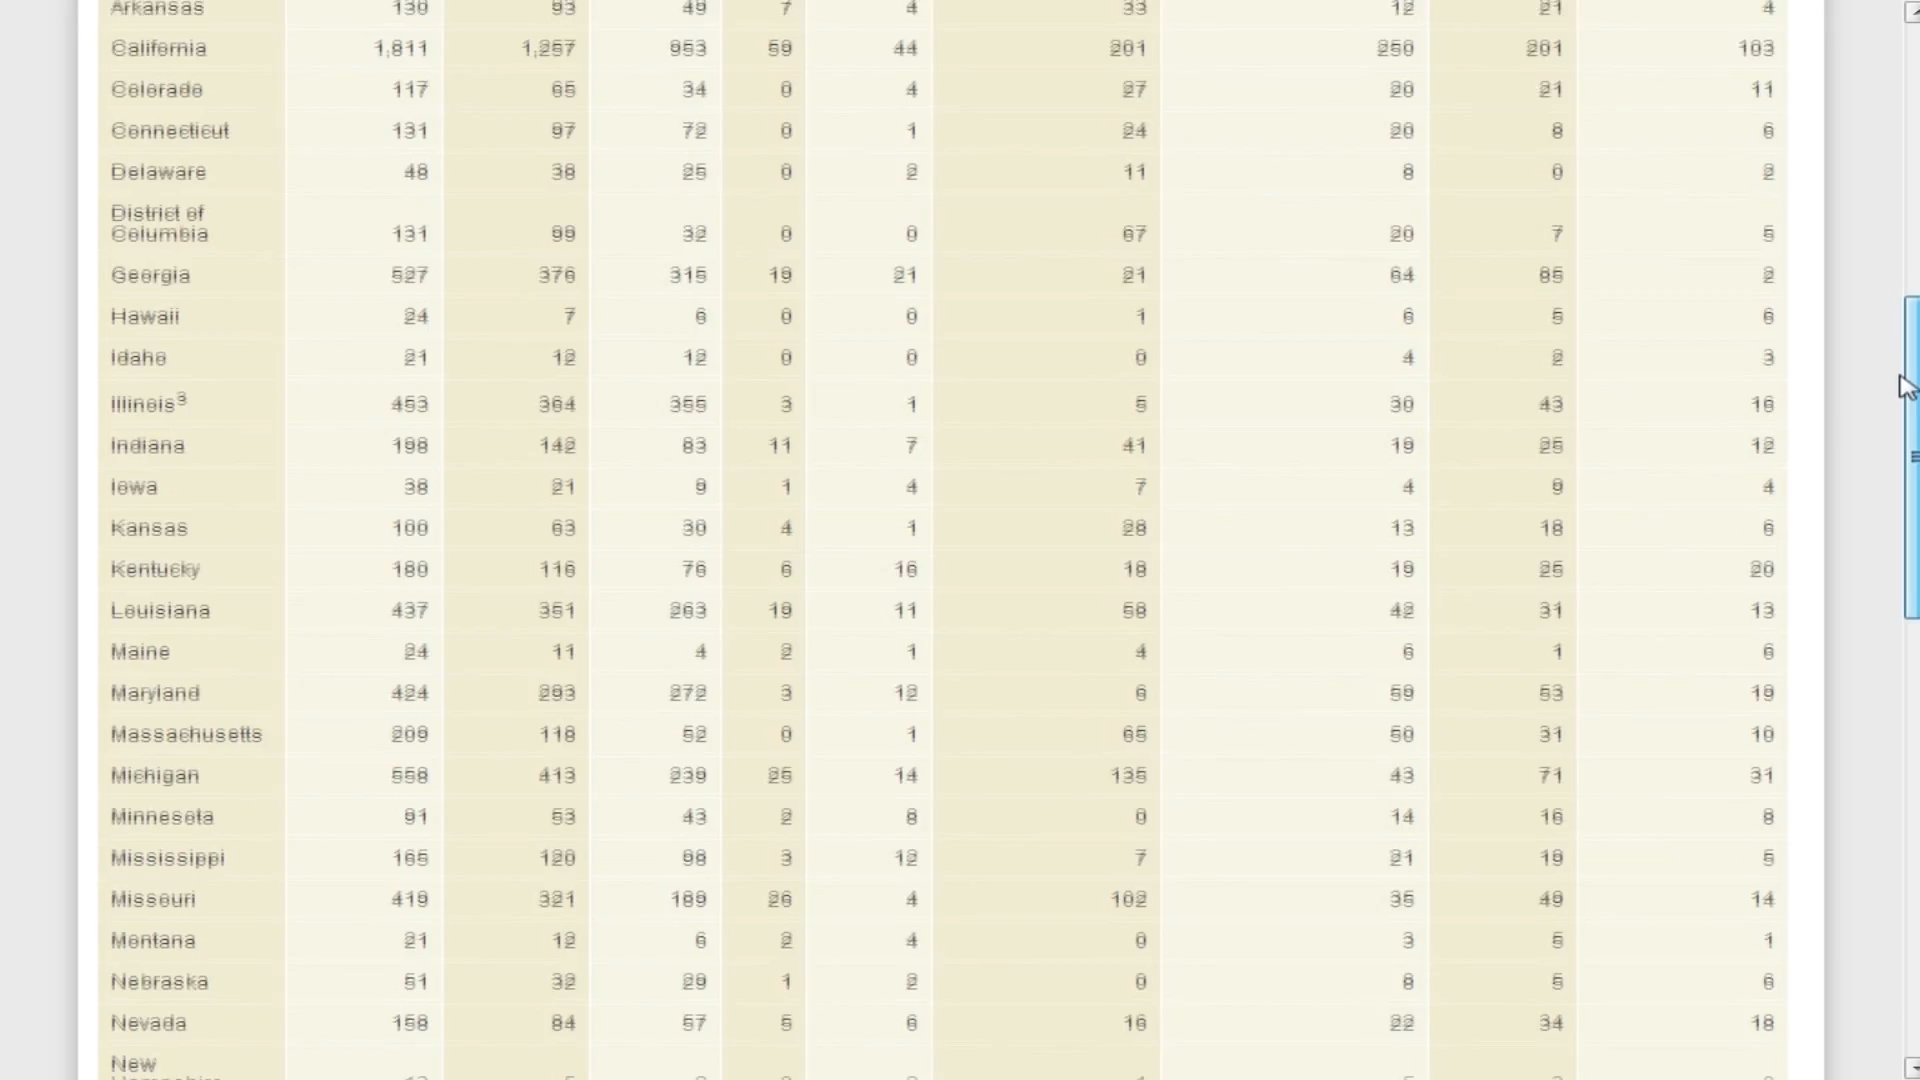 Arkansas 130 93 49 7 4 33 12 21 4
California 1,811 1,257 953 59 44 201 250 201 103
Colorado 117 65 34 0 4 27 20 21 11
Connecticut 131 97 72 0 1 24 20 8 6
Delaware 48 38 25 0 2 11 8 0 2
District of
Columbia 131 99 32 0 0 67 20 7 5
Georgia 527 376 315 19 21 21 64 85 2
Hawaii 24 7 6 0 0 1 6 5 6
Idaho 21 12 12 0 0 0 4 2 3
Illinois³ 453 364 355 3 1 5 30 43 16
Indiana 198 142 83 11 7 41 19 25 12
Iowa 38 21 9 1 4 7 4 9 4
Kansas 100 63 30 4 1 28 13 18 6
Kentucky 180 116 76 6 16 18 19 25 20
Louisiana 437 351 263 19 11 58 42 31 13
Maine 24 11 4 2 1 4 6 1 6
Maryland 424 293 272 3 12 6 59 53 19
Massachusetts 209 118 52 0 1 65 50 31 10
Michigan 558 413 239 25 14 135 43 71 31
Minnesota 91 53 43 2 8 0 14 16 8
Mississippi 165 120 98 3 12 7 21 19 5
Missouri 419 321 189 26 4 102 35 49 14
Montana 21 12 6 2 4 0 3 5 1
Nebraska 51 32 29 1 2 0 8 5 6
Nevada 158 84 57 5 6 16 22 34 18
New